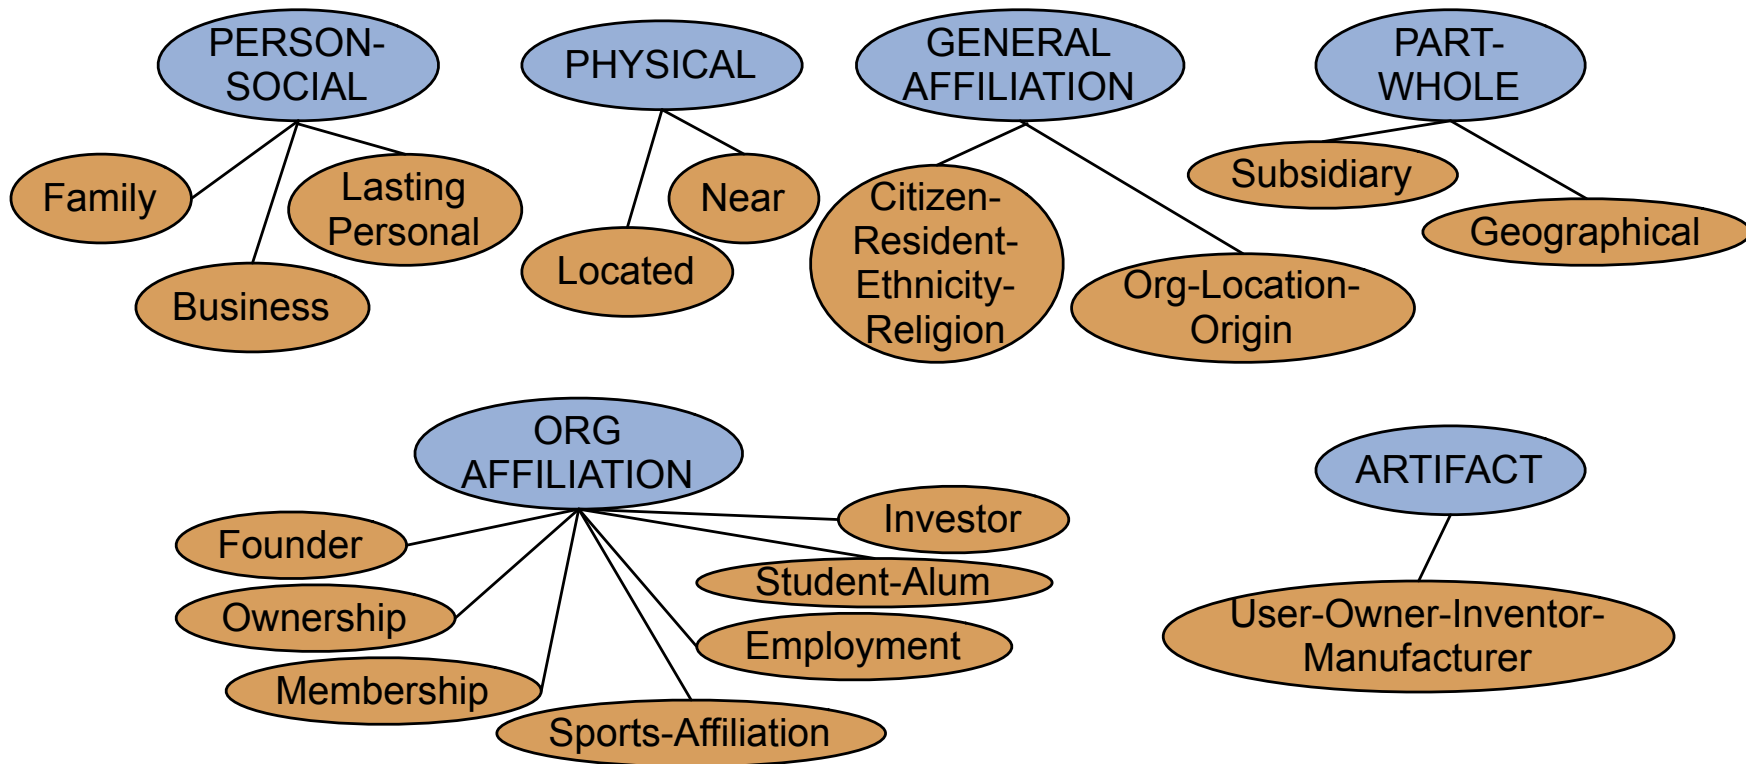 PERSON-
SOCIAL
PHYSICAL
GENERAL
AFFILIATION
PART-
WHOLE
Family
Lasting
Personal
Business
Near
Located
Citizen-
Resident-
Ethnicity-
Religion
Org-Location-
Origin
Subsidiary
Geographical
ORG
AFFILIATION
Founder
Ownership
Membership
Sports-Affiliation
Employment
Student-Alum
Investor
ARTIFACT
User-Owner-Inventor-
Manufacturer